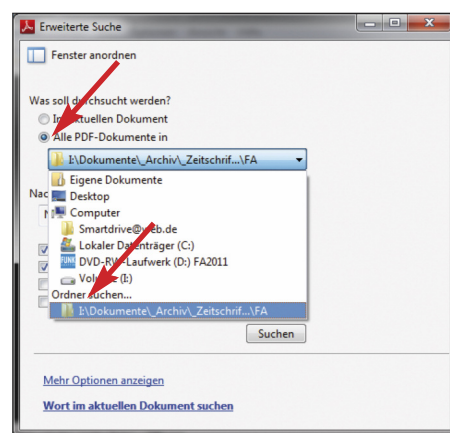 Erweiterte Suche
Fenster anordnen
Was soll durchsucht werden?
Im aktuellen Dokument
Alle PDF-Dokumente in
I:\Dokumente\_Archiv\_Zeitschrif...\FA
Eigene Dokumente
Nac
Desktop
Computer
Smartdrive@web.de
Lokaler Datenträger (C:)
DVD-RW-Laufwerk (D:) FA2011
Volume (I:)
Ordner suchen...
I:\Dokumente\_Archiv\_Zeitschrif...\FA
Suchen
Mehr Optionen anzeigen
Wort im aktuellen Dokument suchen